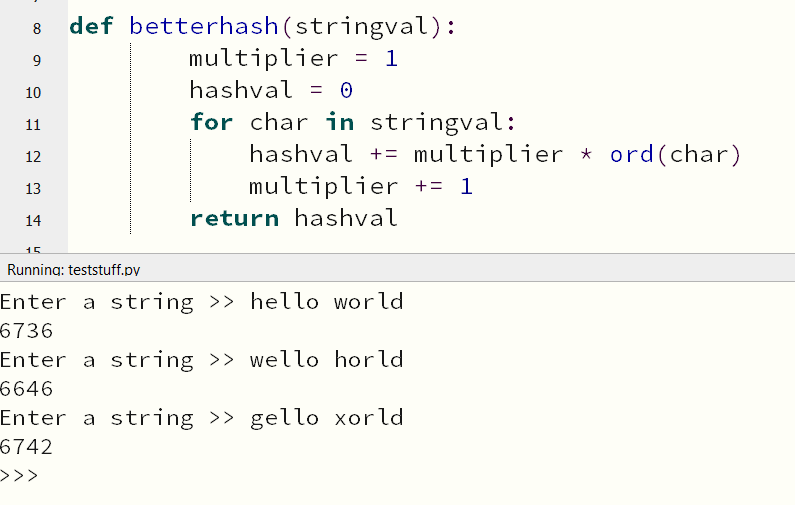 8 def betterhash(stringval):
9 multiplier = 1
10 hashval = 0
11 for char in stringval:
12 hashval += multiplier * ord(char)
13 multiplier += 1
14 return hashval
15
Running: teststuff.py
Enter a string >> hello world
6736
Enter a string >> wello horld
6646
Enter a string >> gello xorld
6742
>>>